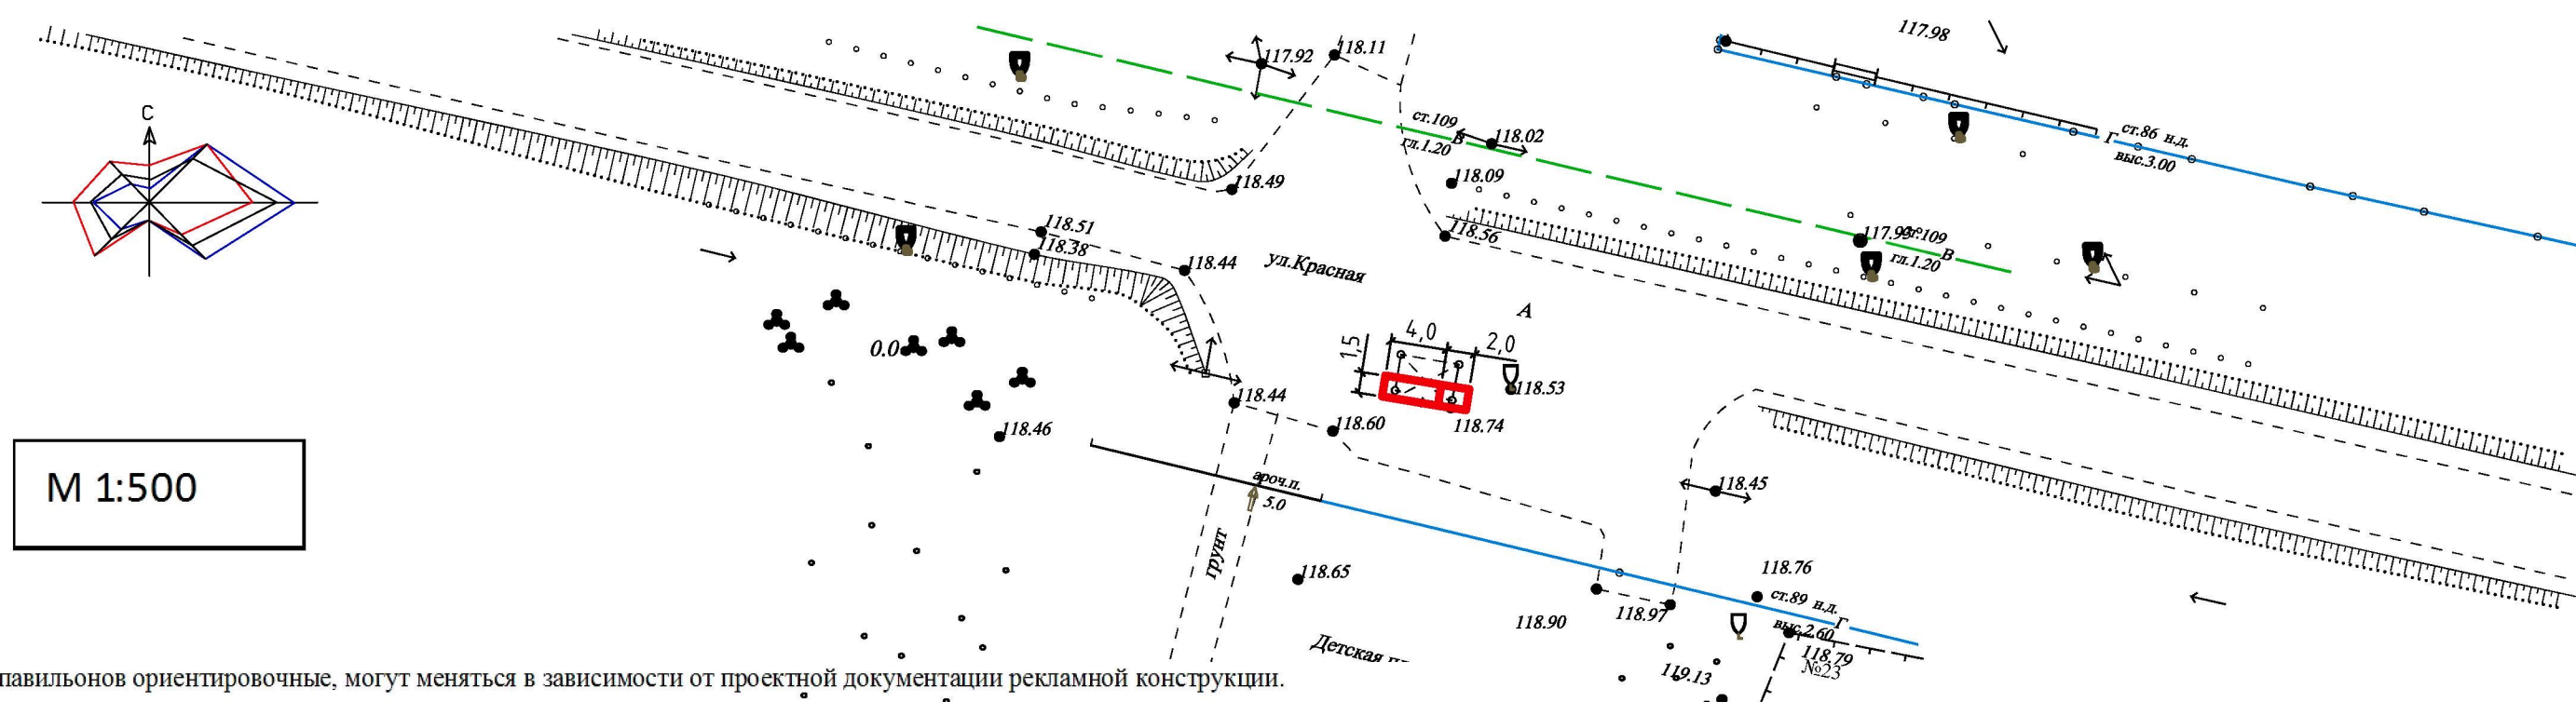 117.98
117.92
118.11
С
ст.109
В
гл.1.20
118.02
ст.86 н.д.
Г
выс.3.00
118.09
118.49
118.51
118.38
118.56
117.93
ст.109
В
гл.1.20
118.44
ул.Красная
А
4,0
2,0
1,5
0.0
118.53
118.44
118.60
118.74
118.46
М 1:500
ароч.п.
5.0
118.45
грунт
118.65
118.76
ст.89 н.д.
Г
выс.2.60
118.90
118.97
Детская
118.79
№23
119.13
павильонов ориентировочные, могут меняться в зависимости от проектной документации рекламной конструкции.